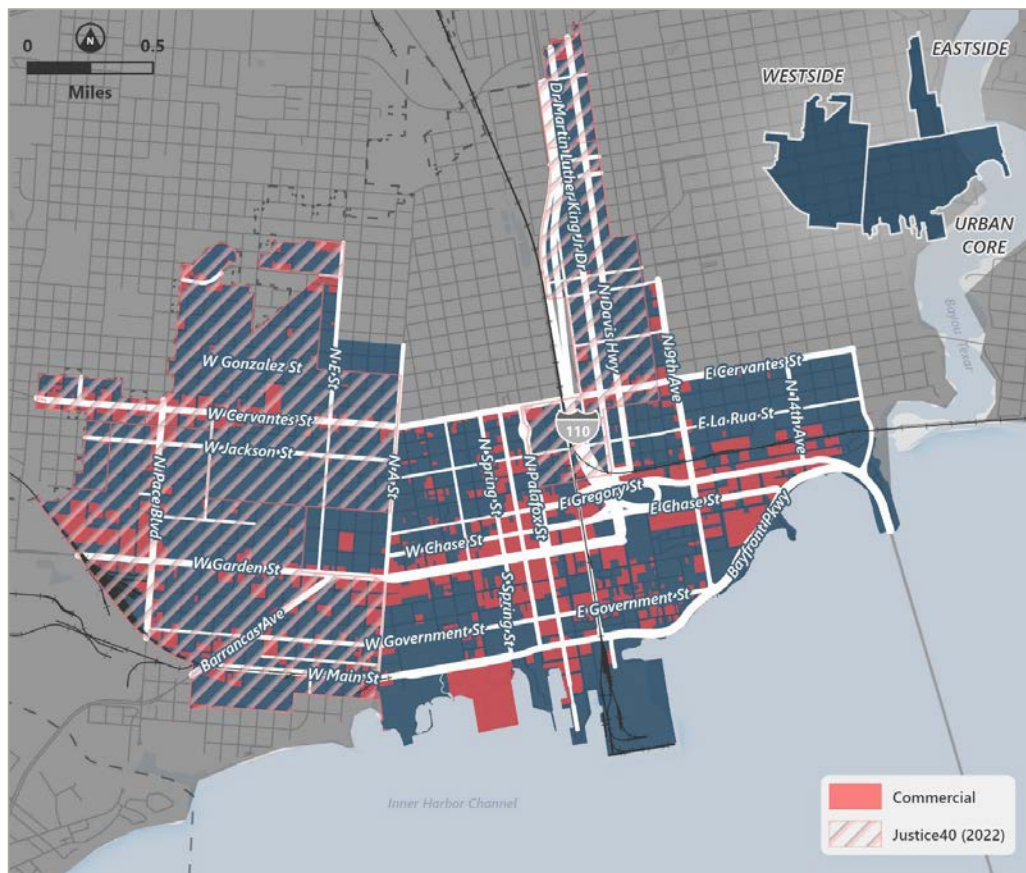 0
N
0.5
Miles
EASTSIDE
WESTSIDE
URBAN
CORE
Dr Martin Luther King Jr Dr
N Davis Hwy
N 9th Ave
Bayou Texar
W Gonzalez St
N E St
E Cervantes St
N 14th Ave
W Cervantes St
E La Rua St
110
W Jackson St
N A St
N Spring St
N Palafox St
N Pace Blvd
E Gregory St
E Chase St
W Chase St
Bayfront Pkwy
W Garden St
S Spring St
E Government St
Barrancas Ave
W Government St
W Main St
Inner Harbor Channel
Commercial
Justice40 (2022)